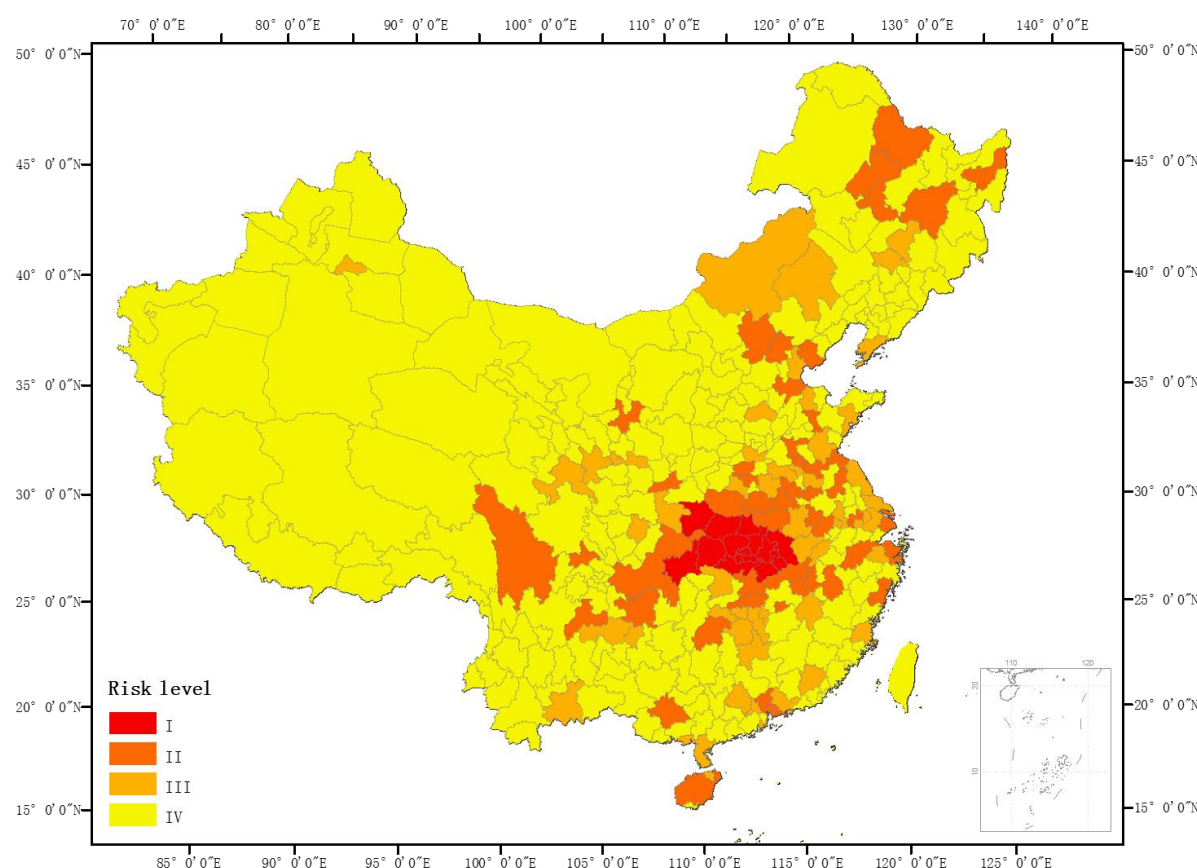 70° 0′0″E 80° 0′0″E 90° 0′0″E 100° 0′0″E 110° 0′0″E 120° 0′0″E 130° 0′0″E 140° 0′0″E
50° 0′0″N 50° 0′0″N
45° 0′0″N 45° 0′0″N
40° 0′0″N 40° 0′0″N
35° 0′0″N 35° 0′0″N
30° 0′0″N 30° 0′0″N
25° 0′0″N 25° 0′0″N
110 120
20
Risk level
20° 0′0″N 20° 0′0″N
I
II
10
III
15° 0′0″N 15° 0′0″N
IV
85° 0′0″E 90° 0′0″E 95° 0′0″E 100° 0′0″E 105° 0′0″E 110° 0′0″E 115° 0′0″E 120° 0′0″E 125° 0′0″E